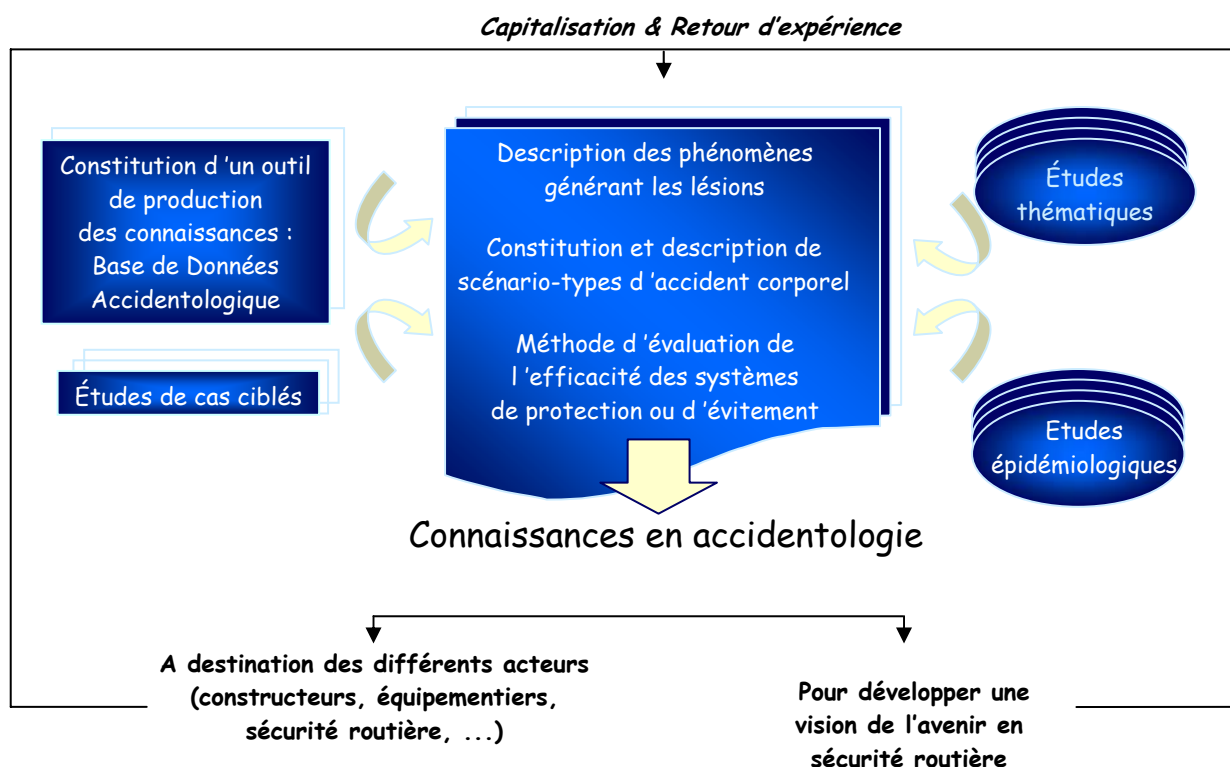 Capitalisation & Retour d'expérience
Constitution d 'un outil
de production
des connaissances :
Base de Données
Accidentologique
Études de cas ciblés
Description des phénomènes
générant les lésions
Constitution et description de
scénario-types d 'accident corporel
Méthode d 'évaluation de
l 'efficacité des systèmes
de protection ou d 'évitement
Études
thématiques
Etudes
épidémiologiques
Connaissances en accidentologie
A destination des différents acteurs
(constructeurs, équipementiers,
sécurité routière, ...)
Pour développer une
vision de l'avenir en
sécurité routière